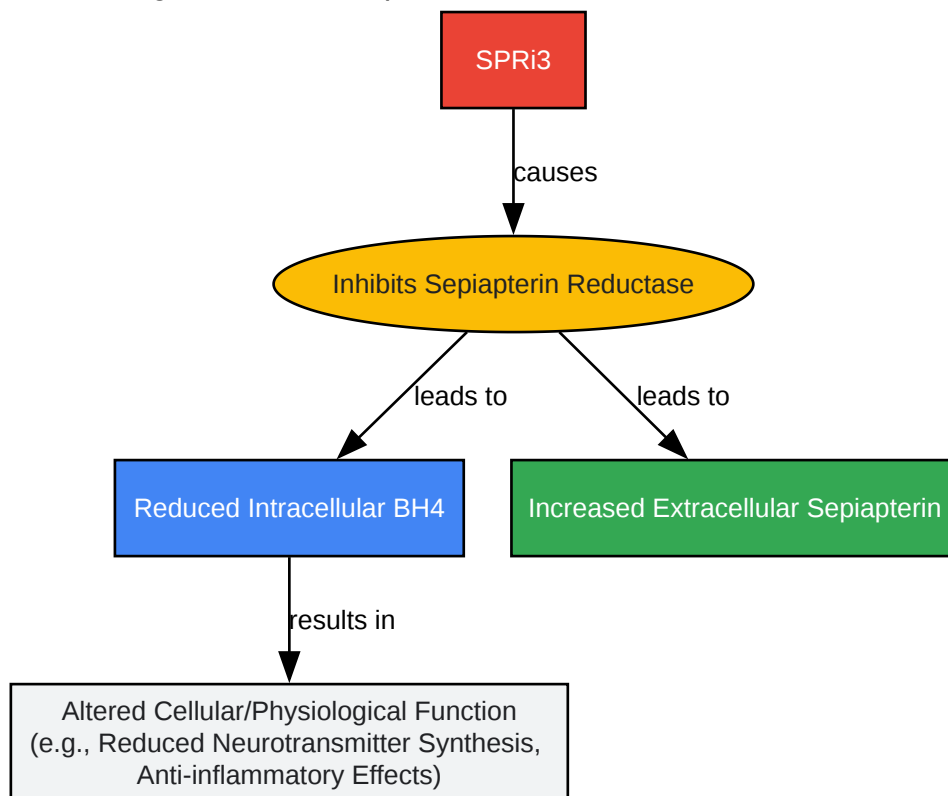 SPRi3
causes
Inhibits Sepiapterin Reductase
leads to
leads to
Reduced Intracellular BH4
Increased Extracellular Sepiapterin
results in
Altered Cellular/Physiological Function
(e.g., Reduced Neurotransmitter Synthesis,
Anti-inflammatory Effects)